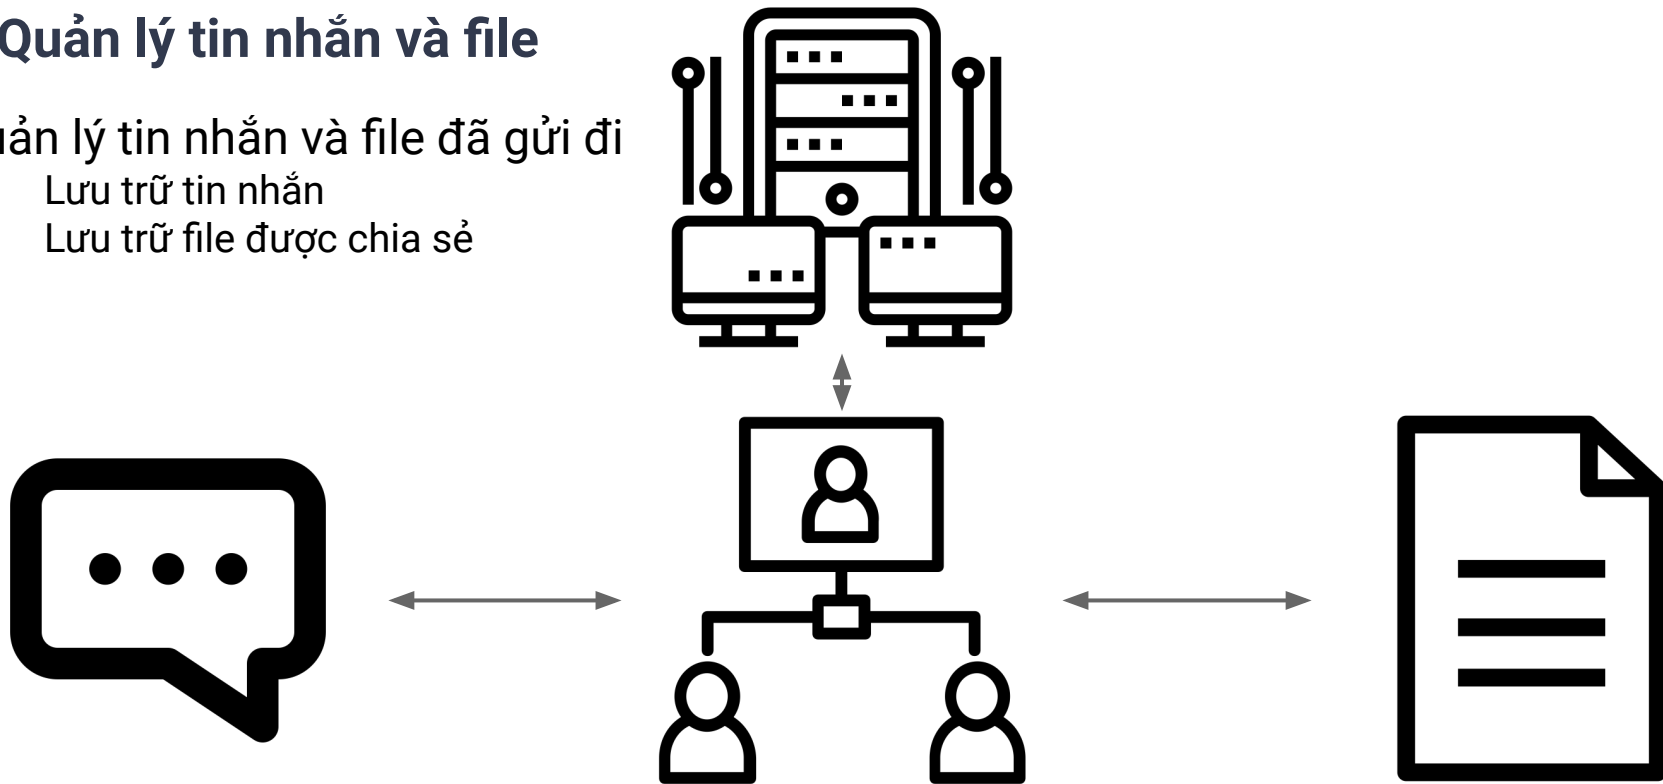 Quản lý tin nhắn và file
uản lý tin nhắn và file đã gửi đi
Lưu trữ tin nhắn
Lưu trữ file được chia sẻ